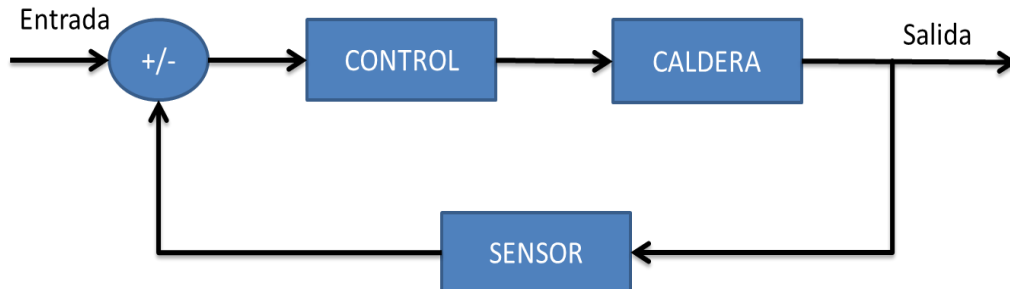 Entrada
+/-
CONTROL
CALDERA
Salida
SENSOR